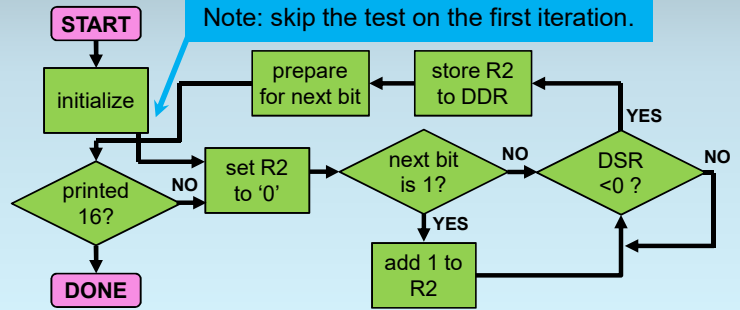 Note: skip the test on the first iteration.
START
initialize
prepare
for next bit
store R2
to DDR
YES
printed
16?
NO
set R2
to ‘0’
next bit
is 1?
NO
DSR
<0 ?
NO
YES
add 1 to
R2
DONE